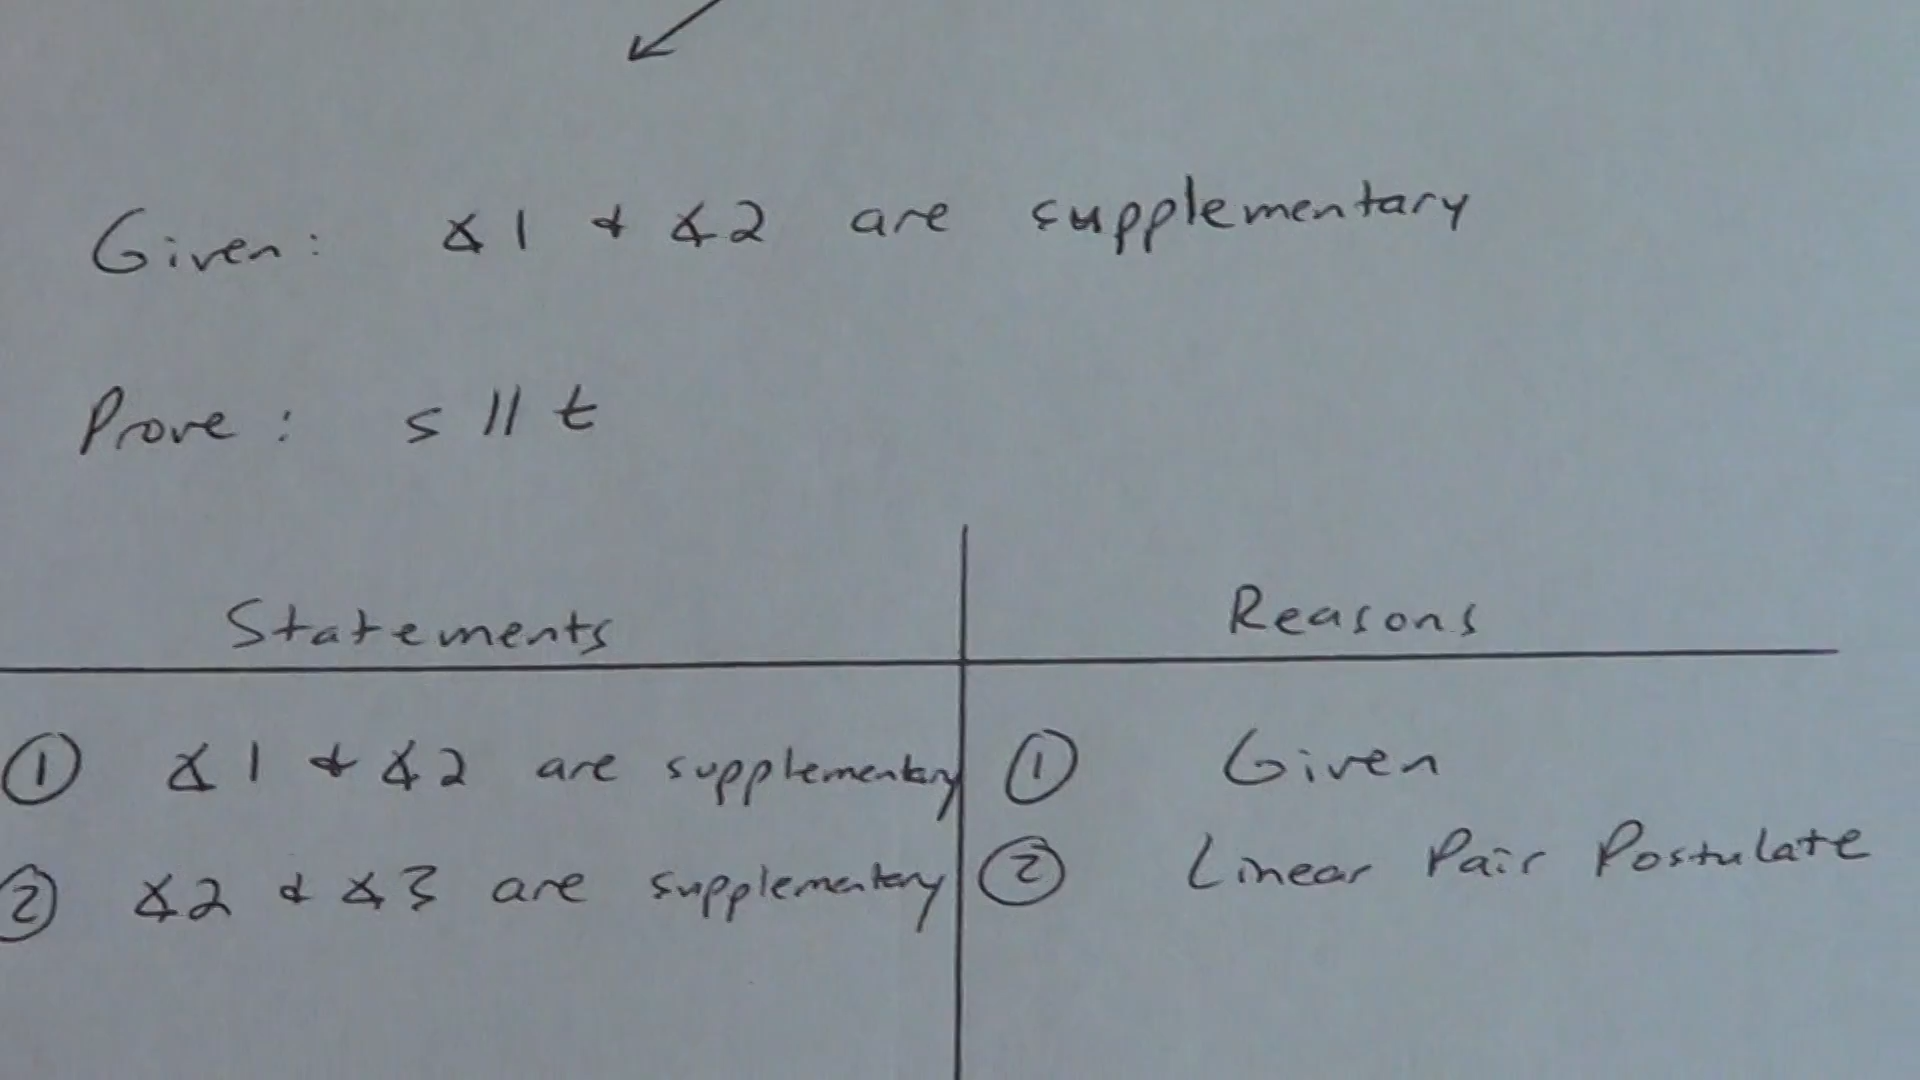 Given: ∡1 & ∡2 are supplementary
Prove: s || t
Statements Reasons
① ∡1 & ∡2 are supplementary ① Given
② ∡2 & ∡3 are supplementary ② Linear Pair Postulate